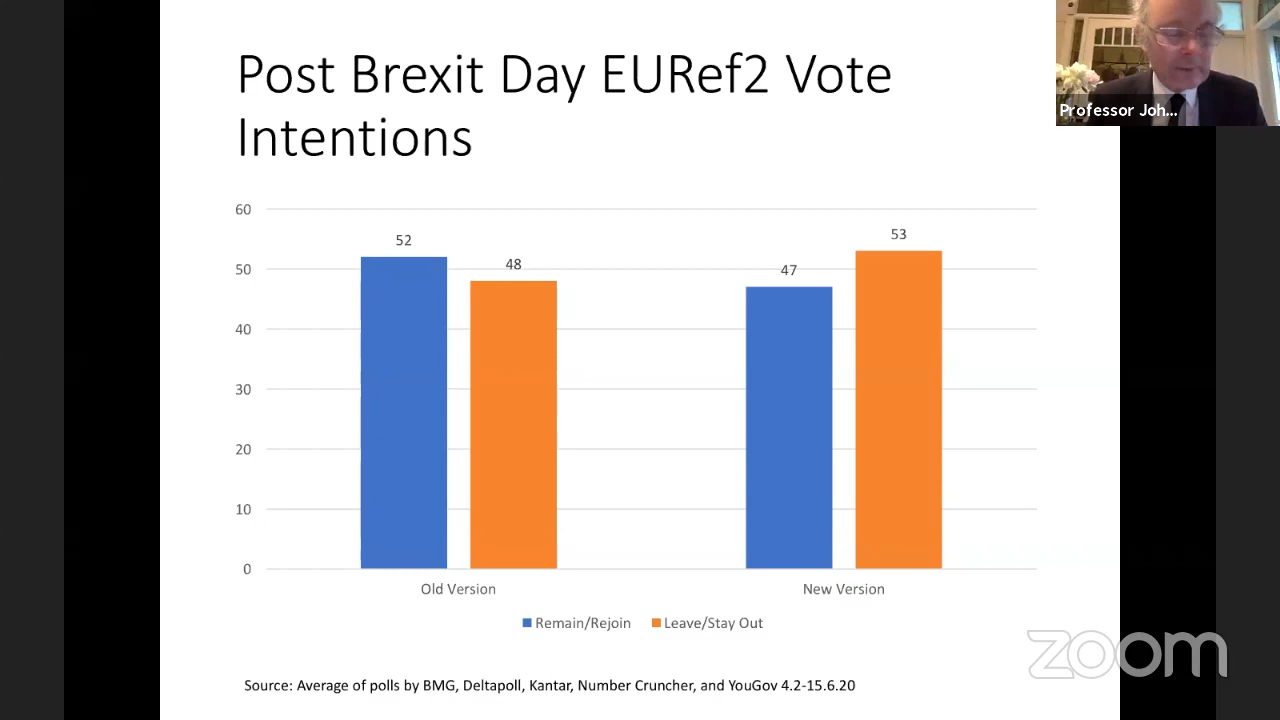 Post Brexit Day EURef2 Vote
Intentions
Professor Joh...
60
50
40
30
20
10
0
52
48
47
53
Old Version
New Version
Remain/Rejoin
Leave/Stay Out
zoom
Source: Average of polls by BMG, Deltapoll, Kantar, Number Cruncher, and YouGov 4.2-15.6.20